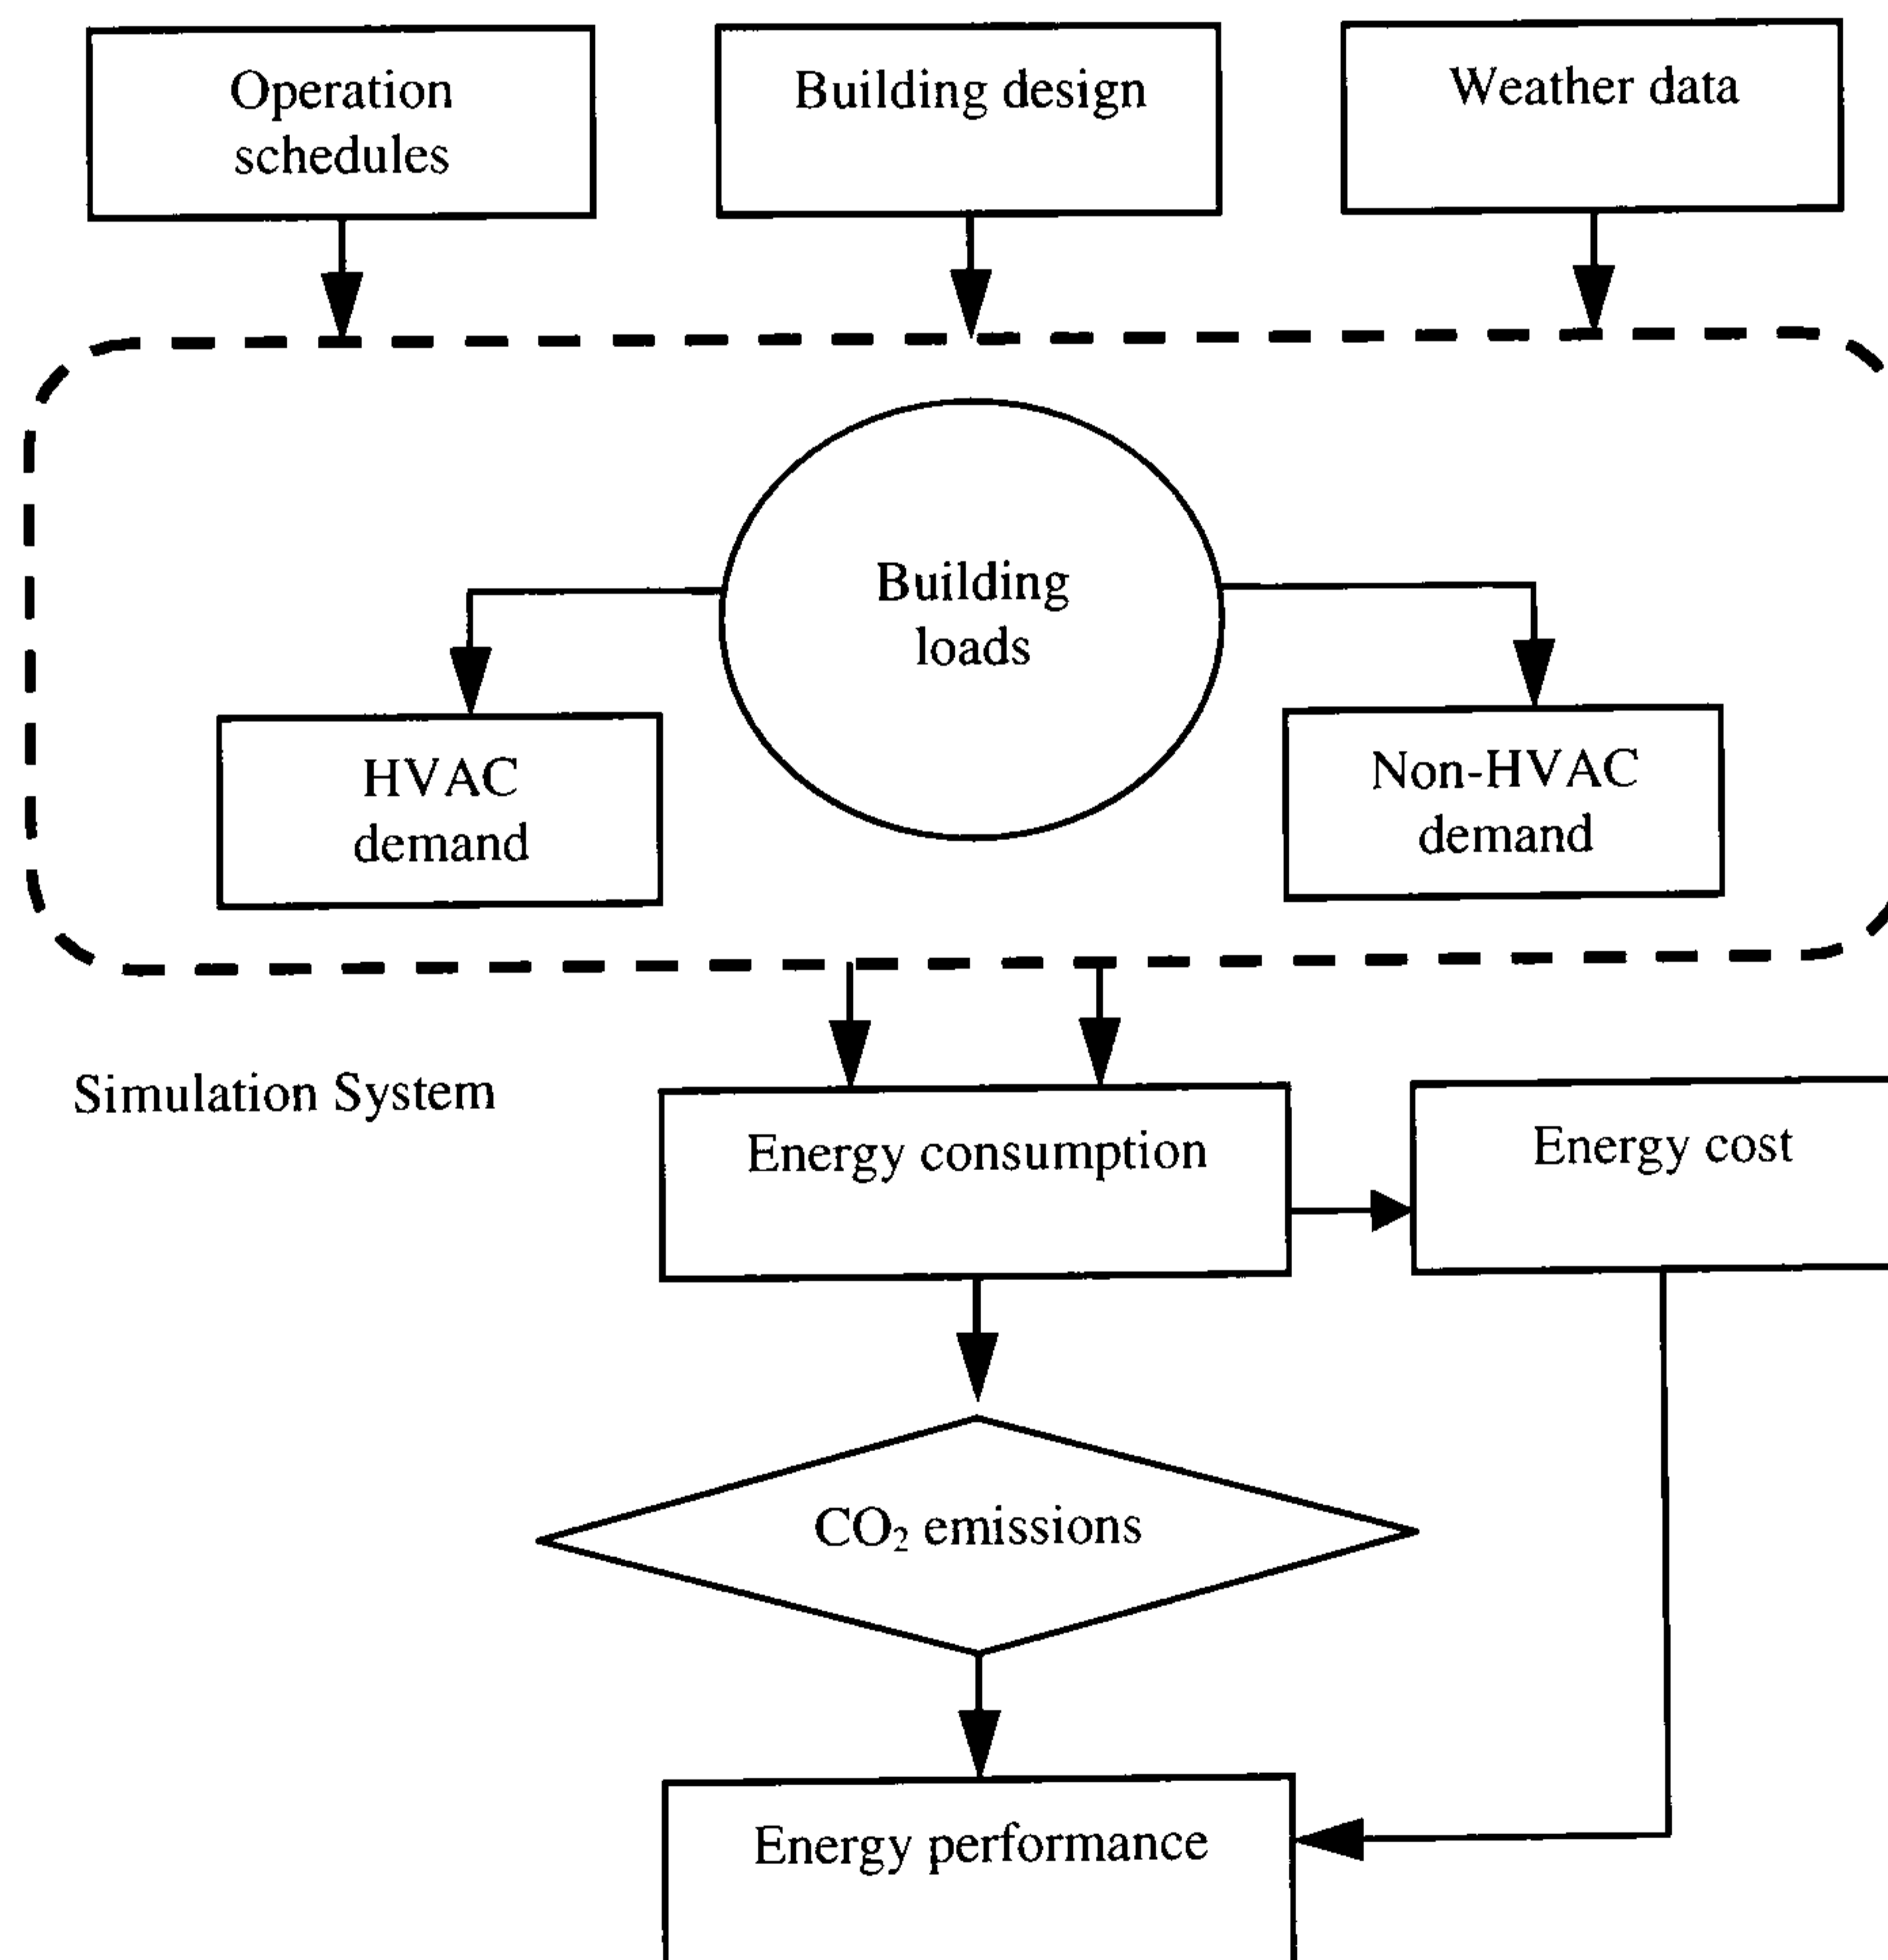 Operation
schedules
Building design
Weather data
Building
loads
HVAC
demand
Non-HVAC
demand
Simulation System
Energy consumption
Energy cost
CO₂ emissions
Energy performance